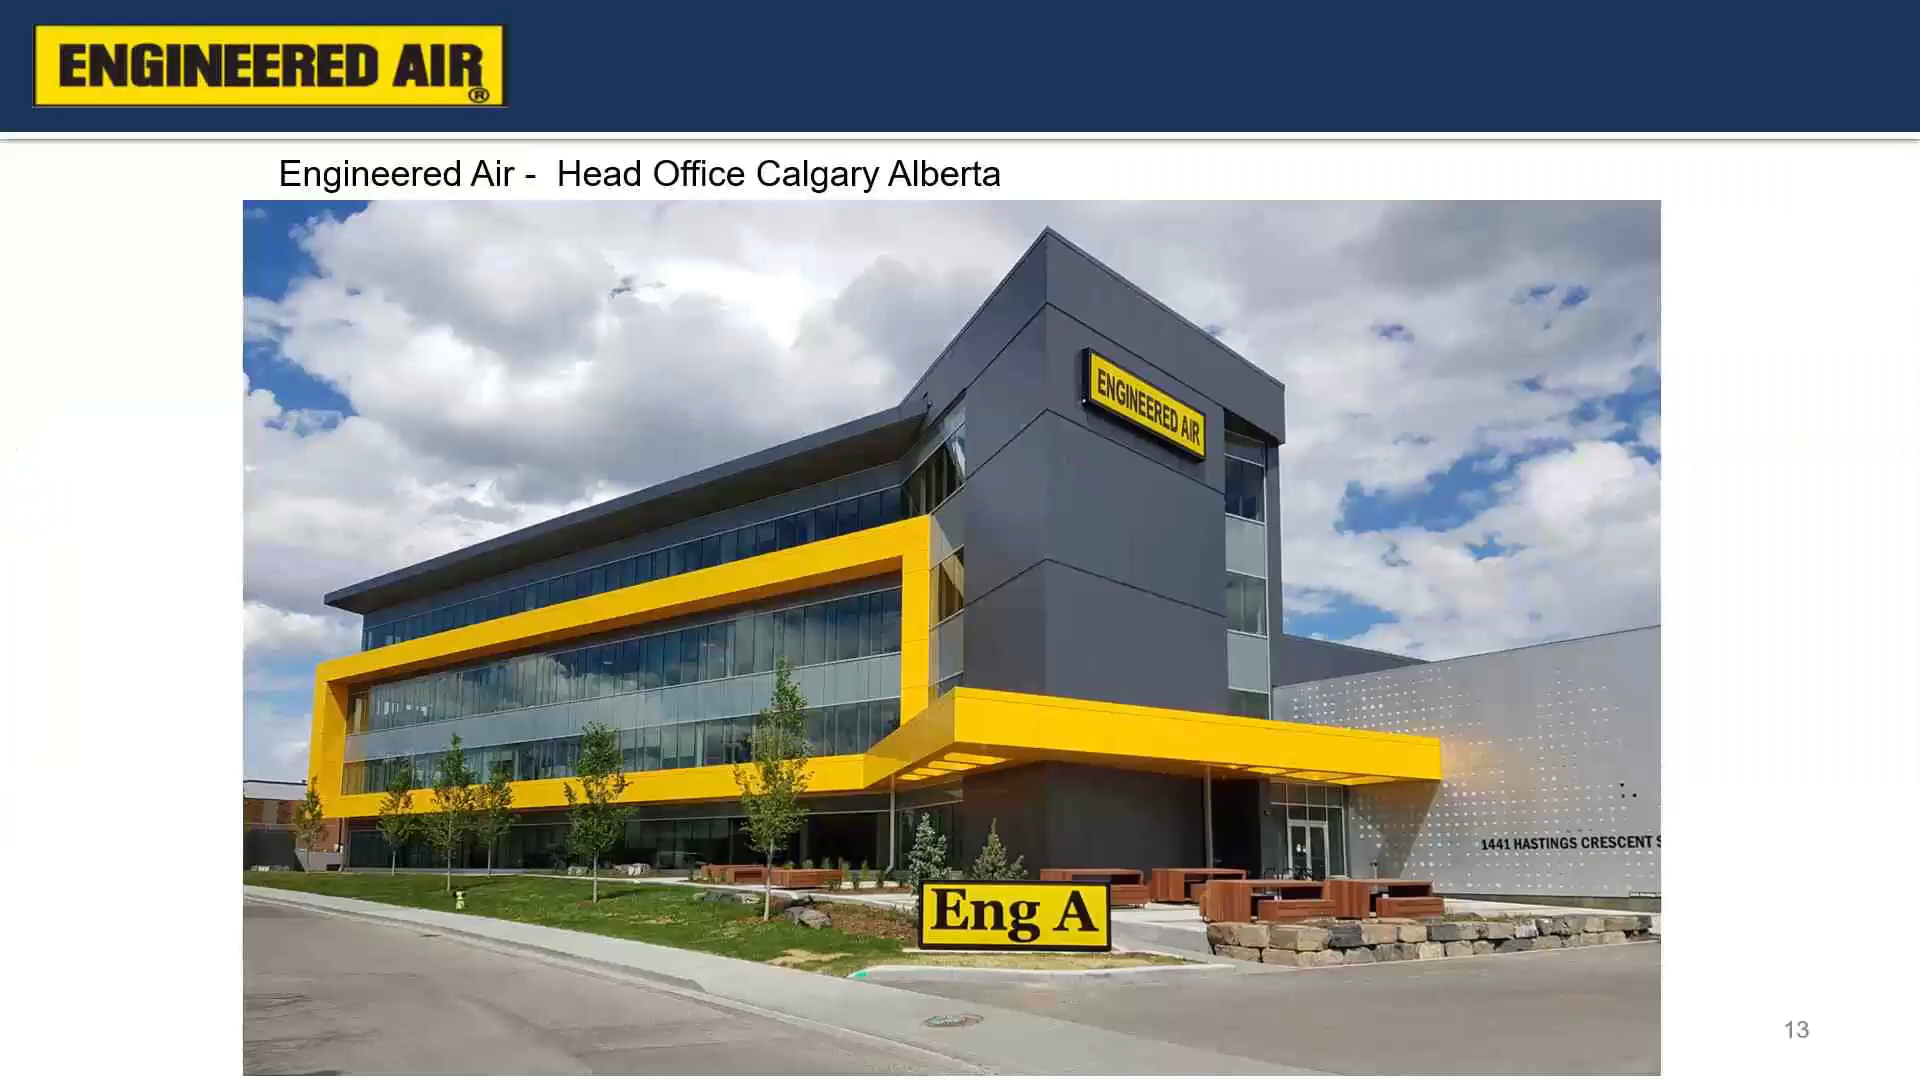 ENGINEERED AIR®
Engineered Air - Head Office Calgary Alberta
ENGINEERED AIR
1441 HASTINGS CRESCENT S
Eng A
13